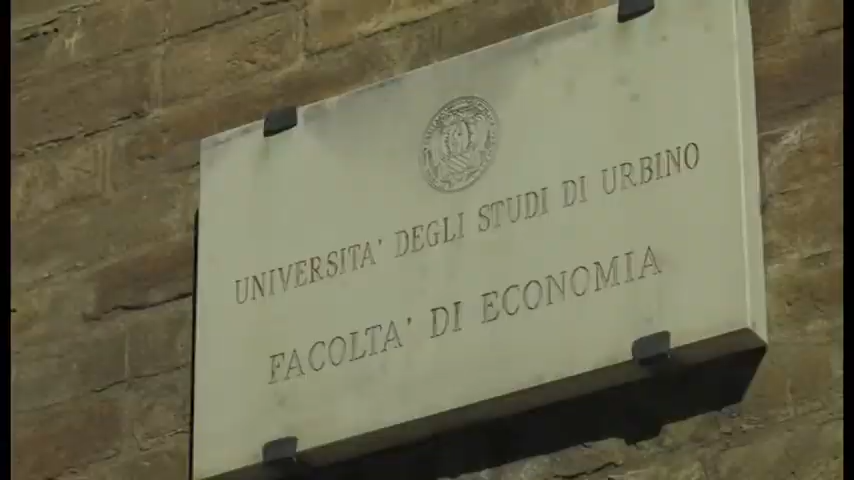 UNIVERSITA' DEGLI STUDI DI URBINO
FACOLTA' DI ECONOMIA